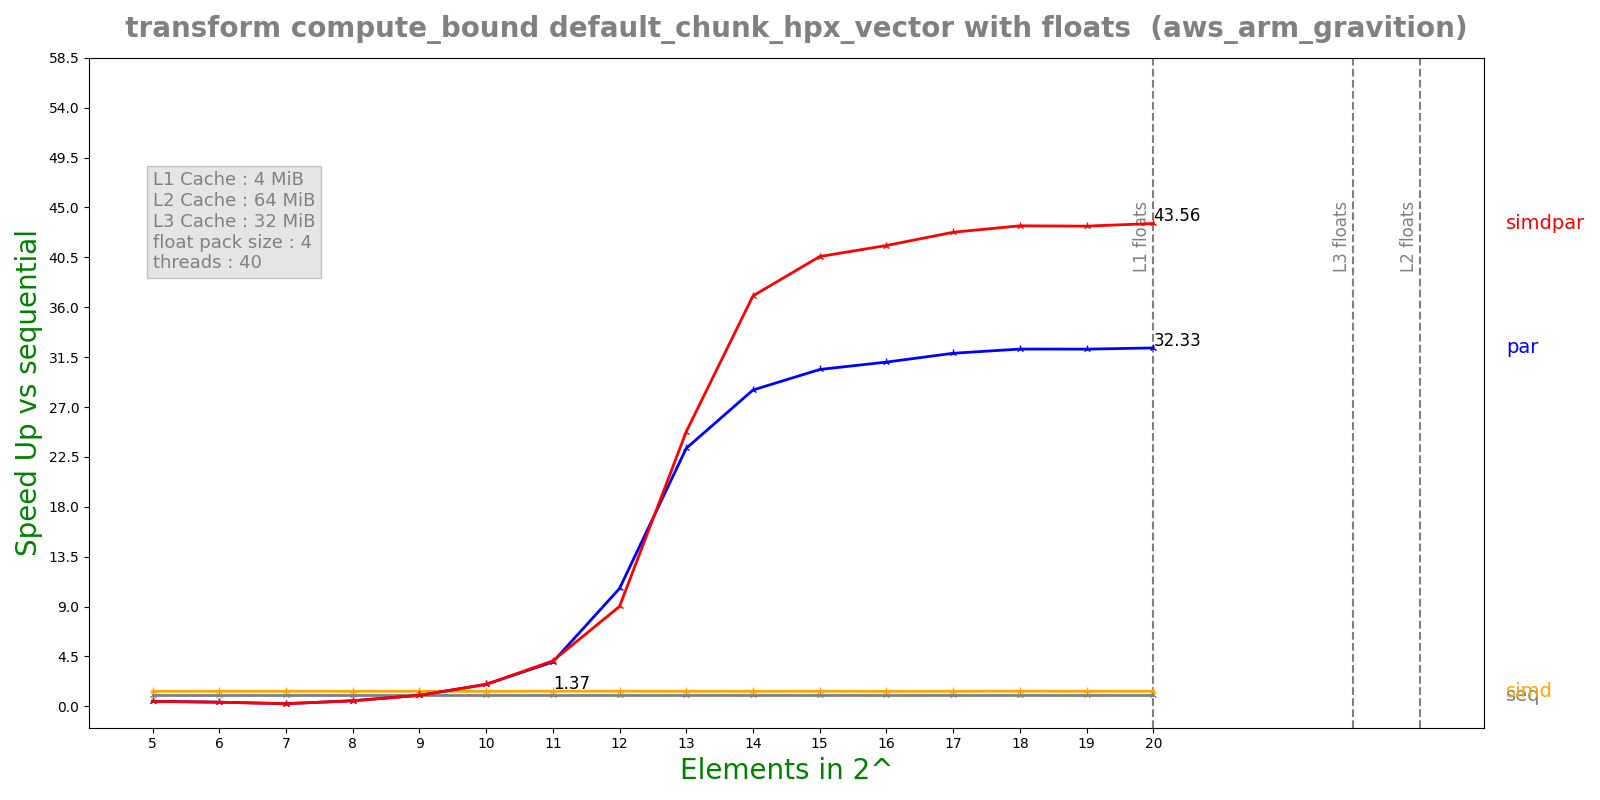 transform compute_bound default_chunk_hpx_vector with floats  (aws_arm_gravition)
Speed Up vs sequential
58.5
54.0
49.5
45.0
40.5
36.0
31.5
27.0
22.5
18.0
13.5
9.0
4.5
0.0
L1 Cache : 4 MiB
L2 Cache : 64 MiB
L3 Cache : 32 MiB
float pack size : 4
threads : 40
L1 floats
L3 floats
L2 floats
43.56
32.33
1.37
simdpar
par
simd
seq
5 6 7 8 9 10 11 12 13 14 15 16 17 18 19 20
Elements in 2^